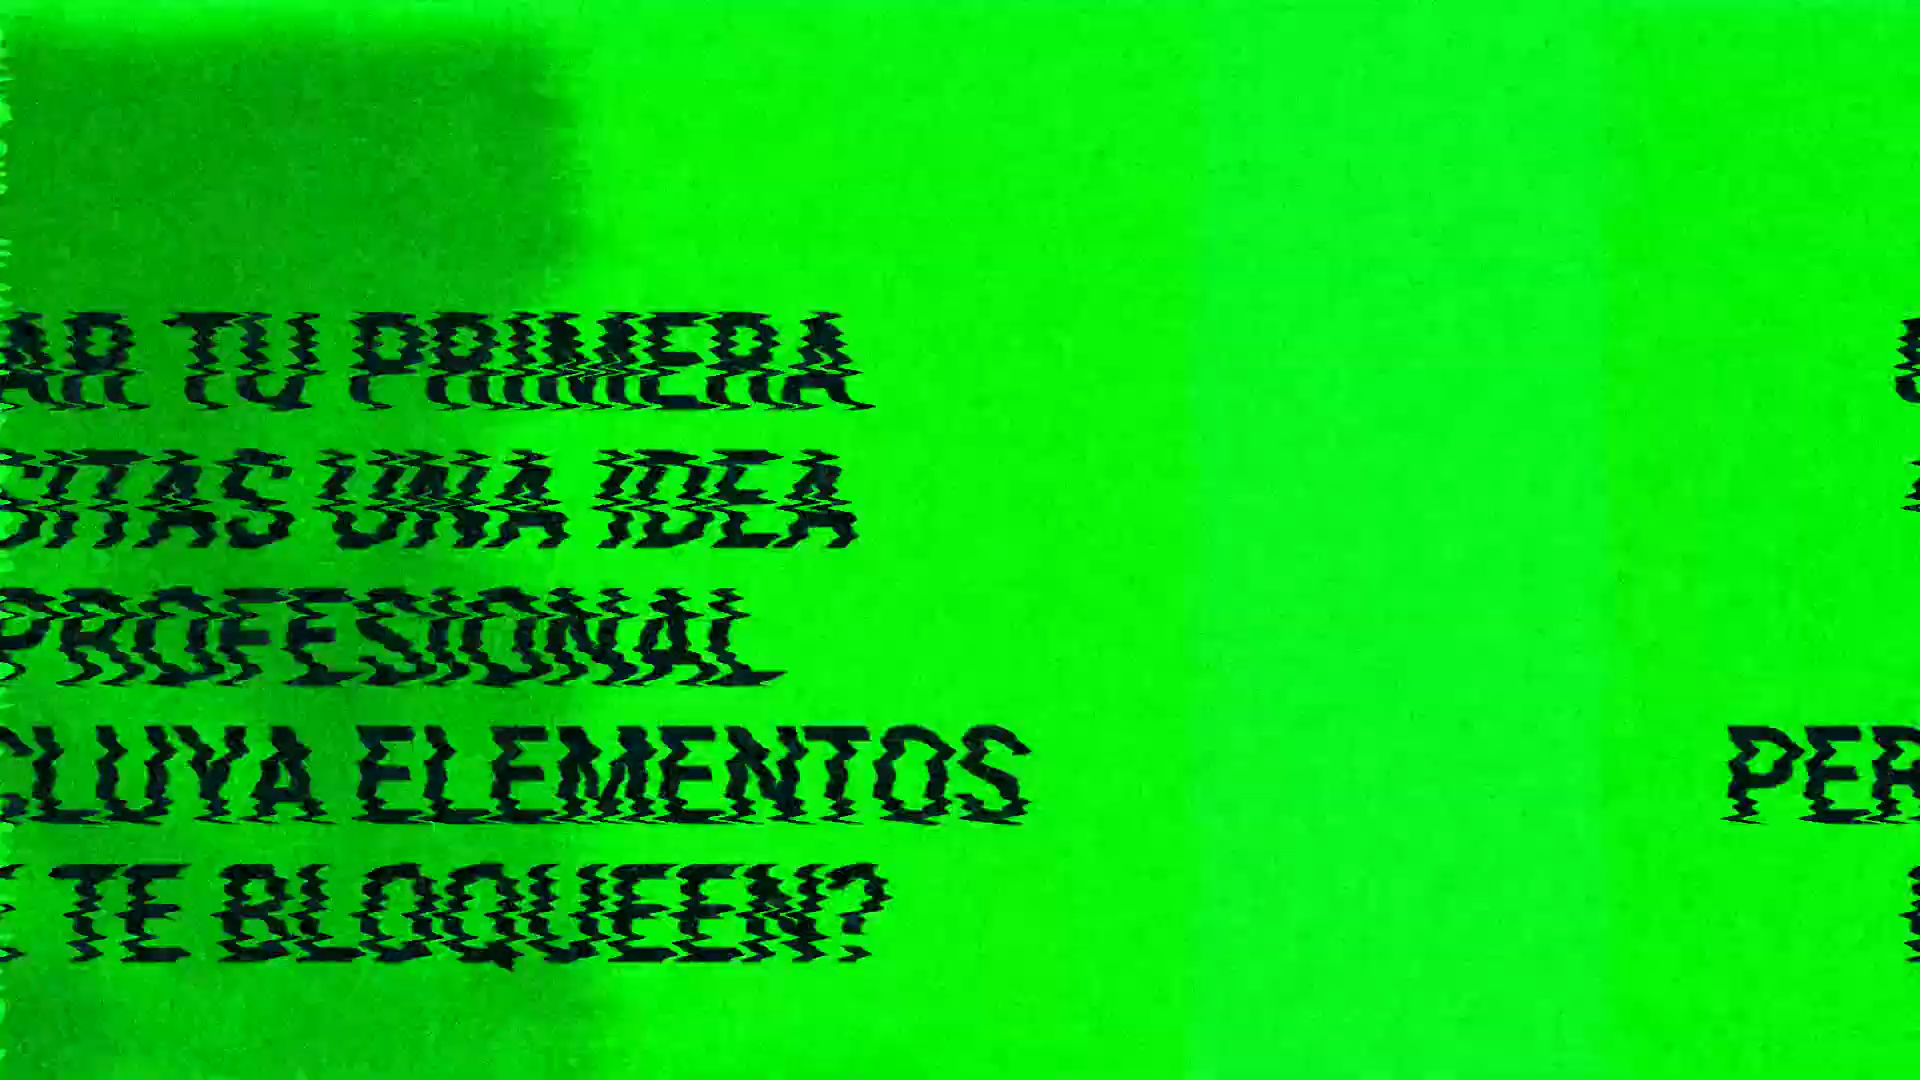 AR TU PRIMERA
SITAS UNA IDEA
PROFESIONAL
CLUYA ELEMENTOS PER
E TE BLOQUEEN?